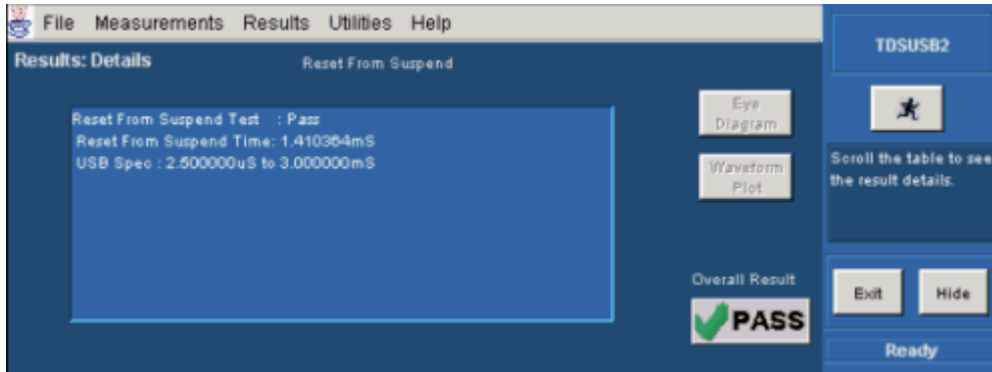 File Measurements Results Utilities Help
TDSUSB2
Results: Details Reset From Suspend
Reset From Suspend Test : Pass
Reset From Suspend Time: 1.410364mS
USB Spec : 2.500000uS to 3.000000mS
Eye
Diagram
Waveform
Plot
Scroll the table to see
the result details.
Overall Result
PASS
Exit Hide
Ready